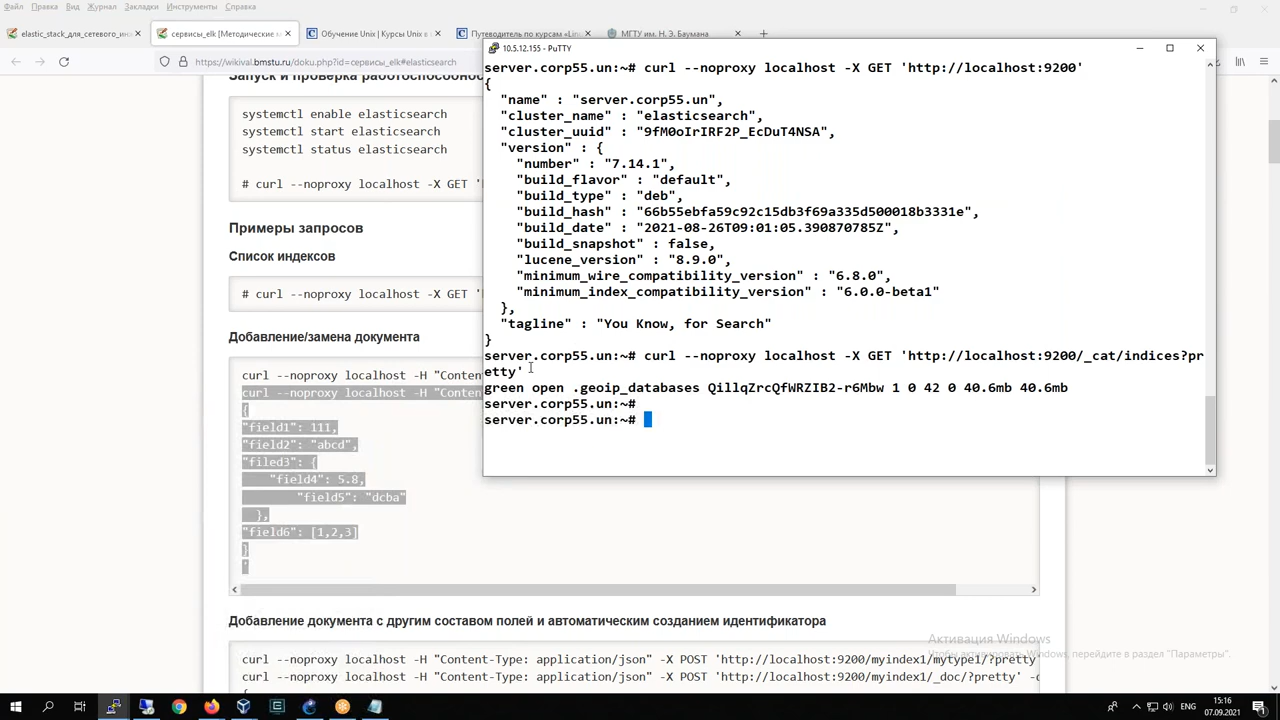 Файл Правка Вид Журнал Закладки Инструменты Справка
elastic_stack_для_сетевого_ин
сервисы_elk [Методические м
Обучение Unix | Курсы Unix в
Путеводитель по курсам «Lin
МГТУ им. Н. Э. Баумана
https://wikival.bmstu.ru/doku.php?id=сервисы_elk#elasticsearch
Запуск и проверка работоспособнос
systemctl enable elasticsearch
systemctl start elasticsearch
systemctl status elasticsearch
# curl --noproxy localhost -X GET '
Примеры запросов
Список индексов
# curl --noproxy localhost -X GET '
Добавление/замена документа
curl --noproxy localhost -H "Conten
curl --noproxy localhost -H "Conten
{
"field1": 111,
"field2": "abcd",
"filed3": {
"field4": 5.8,
"field5": "dcba"
},
"field6": [1,2,3]
}
'
Добавление документа с другим составом полей и автоматическим созданием идентификатора
curl --noproxy localhost -H "Content-Type: application/json" -X POST 'http://localhost:9200/myindex1/mytype1/?pretty'
curl --noproxy localhost -H "Content-Type: application/json" -X POST 'http://localhost:9200/myindex1/_doc/?pretty' -d
{
10.5.12.155 - PuTTY
server.corp55.un:~# curl --noproxy localhost -X GET 'http://localhost:9200'
{
"name" : "server.corp55.un",
"cluster_name" : "elasticsearch",
"cluster_uuid" : "9fM0oIrIRF2P_EcDuT4NSA",
"version" : {
"number" : "7.14.1",
"build_flavor" : "default",
"build_type" : "deb",
"build_hash" : "66b55ebfa59c92c15db3f69a335d500018b3331e",
"build_date" : "2021-08-26T09:01:05.390870785Z",
"build_snapshot" : false,
"lucene_version" : "8.9.0",
"minimum_wire_compatibility_version" : "6.8.0",
"minimum_index_compatibility_version" : "6.0.0-beta1"
},
"tagline" : "You Know, for Search"
}
server.corp55.un:~# curl --noproxy localhost -X GET 'http://localhost:9200/_cat/indices?pr
etty'
green open .geoip_databases QillqZrcQfWRZIB2-r6Mbw 1 0 42 0 40.6mb 40.6mb
server.corp55.un:~#
server.corp55.un:~#
Активация Windows
Чтобы активировать Windows, перейдите в раздел "Параметры".
ENG
15:16
07.09.2021